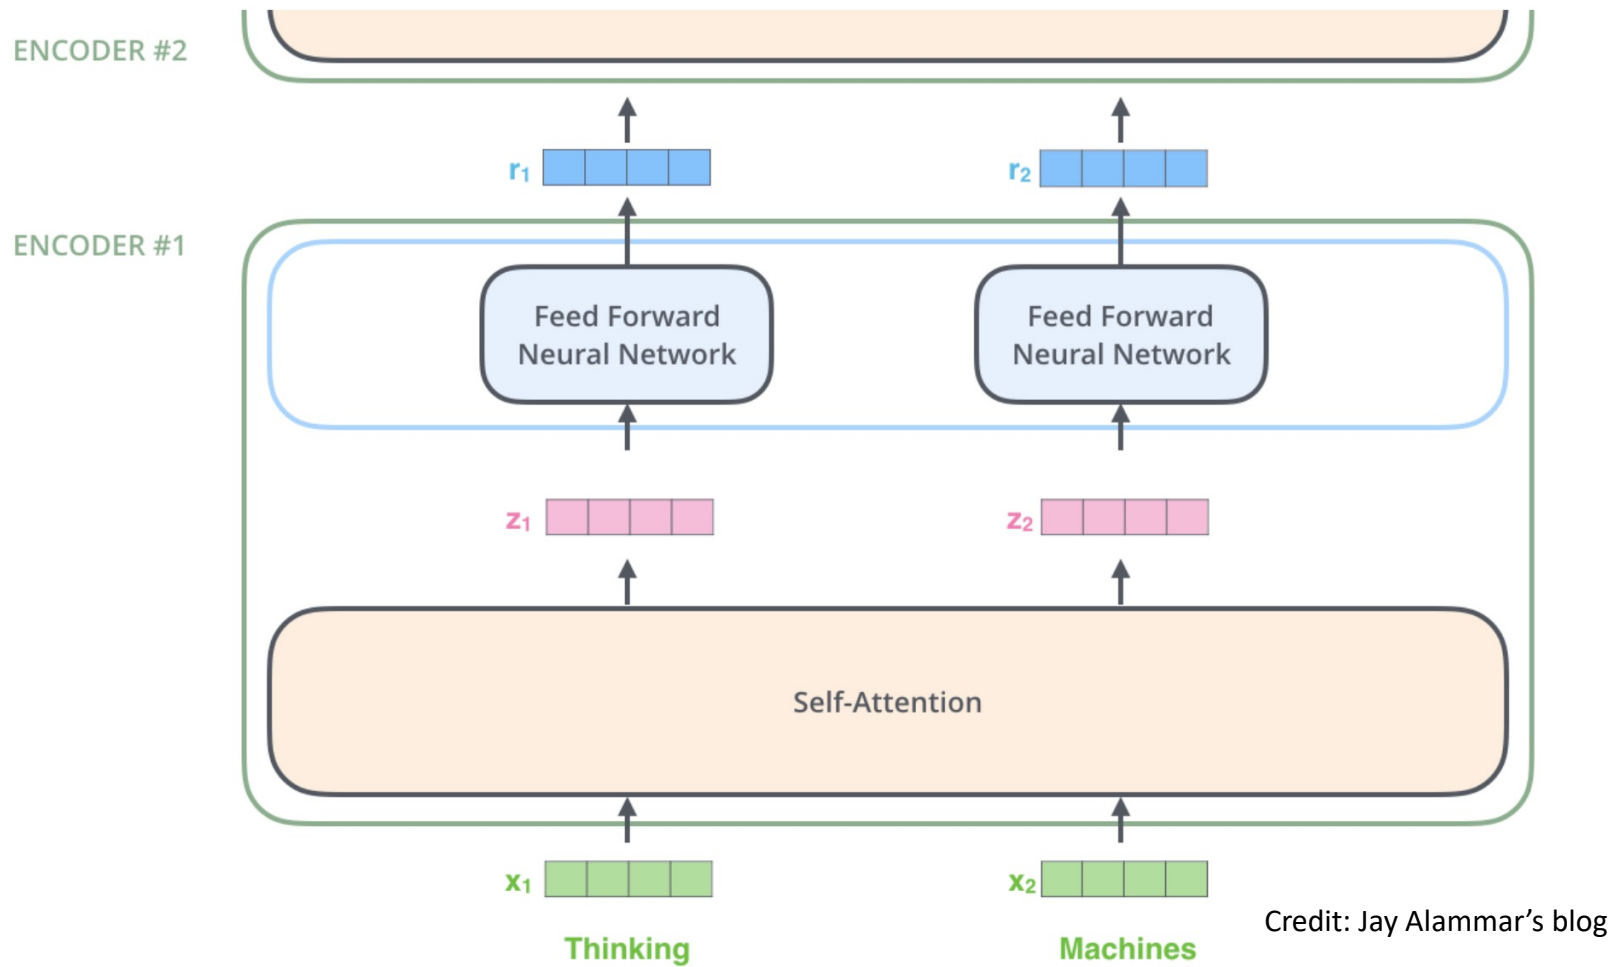 ENCODER #2
r1
r2
ENCODER #1
Feed Forward
Neural Network
Feed Forward
Neural Network
z1
z2
Self-Attention
x1
x2
Credit: Jay Alammar’s blog
Thinking
Machines